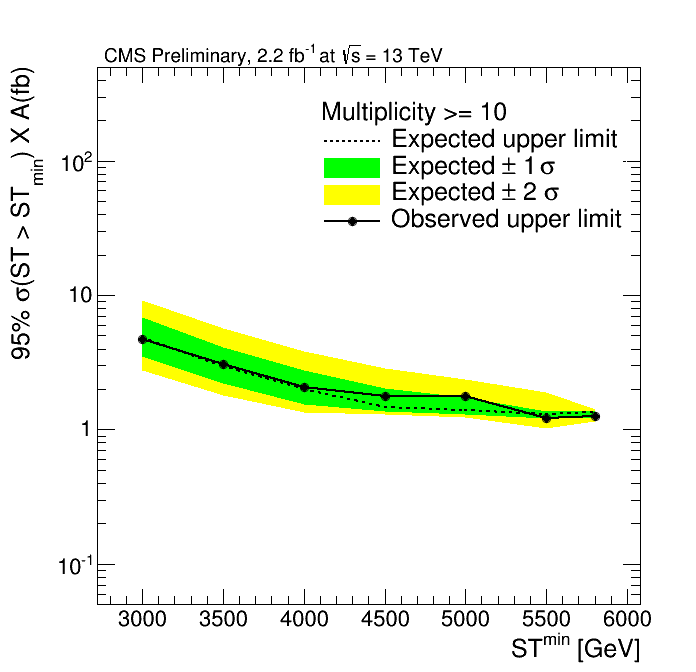 CMS Preliminary, 2.2 fb⁻¹ at √s = 13 TeV
95% σ(ST > ST_min) X A(fb)
Multiplicity >= 10
Expected upper limit
Expected ± 1 σ
Expected ± 2 σ
Observed upper limit
10²
10
1
10⁻¹
3000 3500 4000 4500 5000 5500 6000
ST^min [GeV]